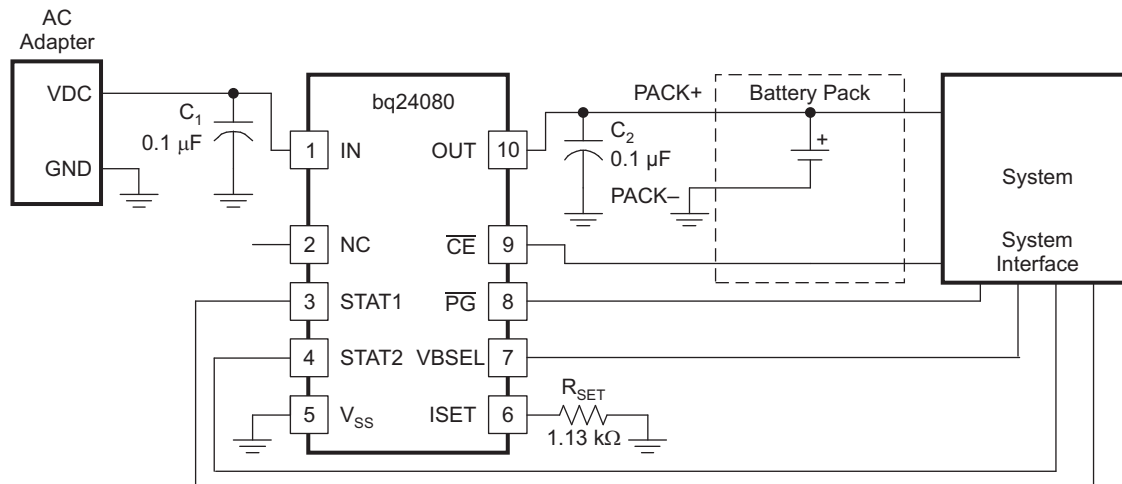 AC
Adapter
VDC
GND
C1
0.1 μF
bq24080
1 IN
OUT 10
2 NC
CE 9
3 STAT1
PG 8
4 STAT2
VBSEL 7
5 VSS
ISET 6
PACK+
C2
0.1 μF
PACK–
Battery Pack
+
RSET
1.13 kΩ
System
System
Interface